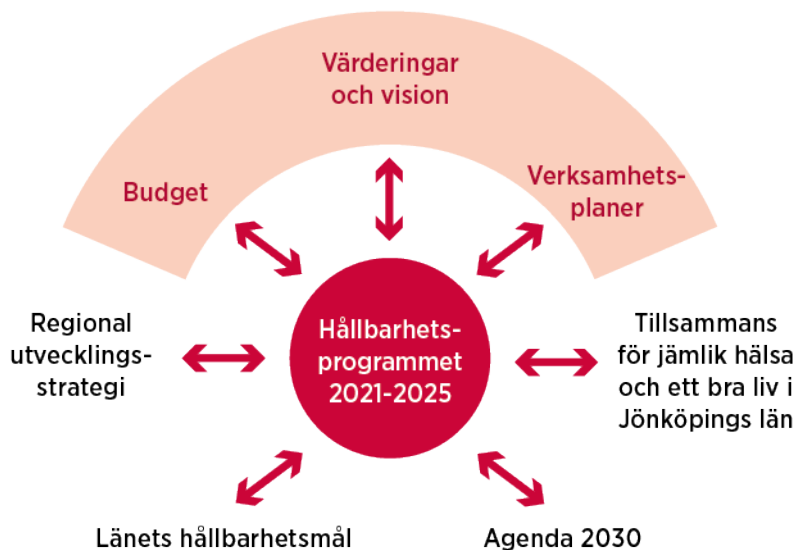 Värderingar
och vision
Budget
Verksamhets-
planer
Regional
utvecklings-
strategi
Hållbarhets-
programmet
2021-2025
Tillsammans
för jämlik hälsa
och ett bra liv i
Jönköpings län
Länets hållbarhetsmål
Agenda 2030